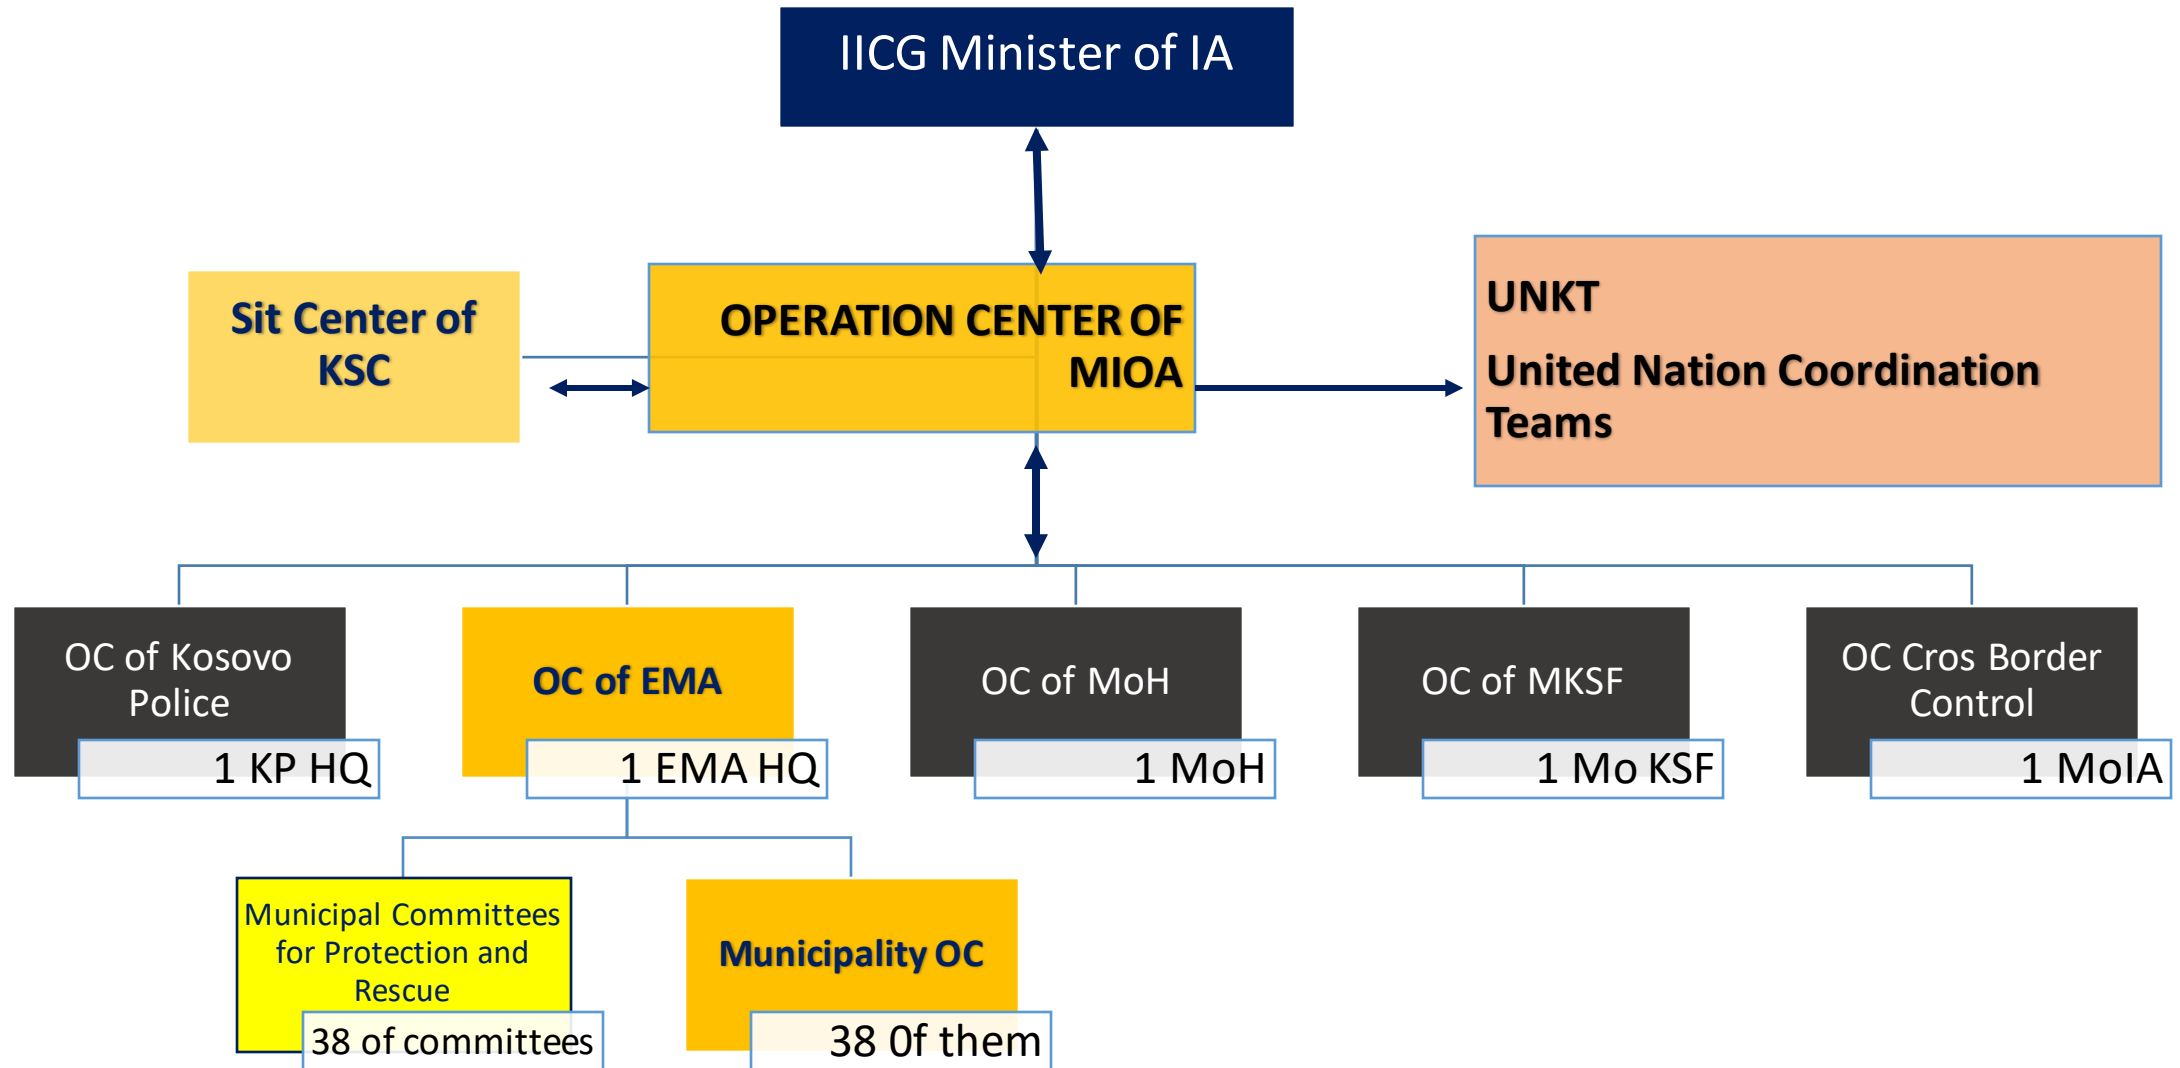 IICG Minister of IA
Sit Center of
KSC
OPERATION CENTER OF
MIOA
UNKT
United Nation Coordination
Teams
OC of Kosovo
Police
1 KP HQ
OC of EMA
1 EMA HQ
OC of MoH
1 MoH
OC of MKSF
1 Mo KSF
OC Cros Border
Control
1 MoIA
Municipal Committees
for Protection and
Rescue
38 of committees
Municipality OC
38 0f them